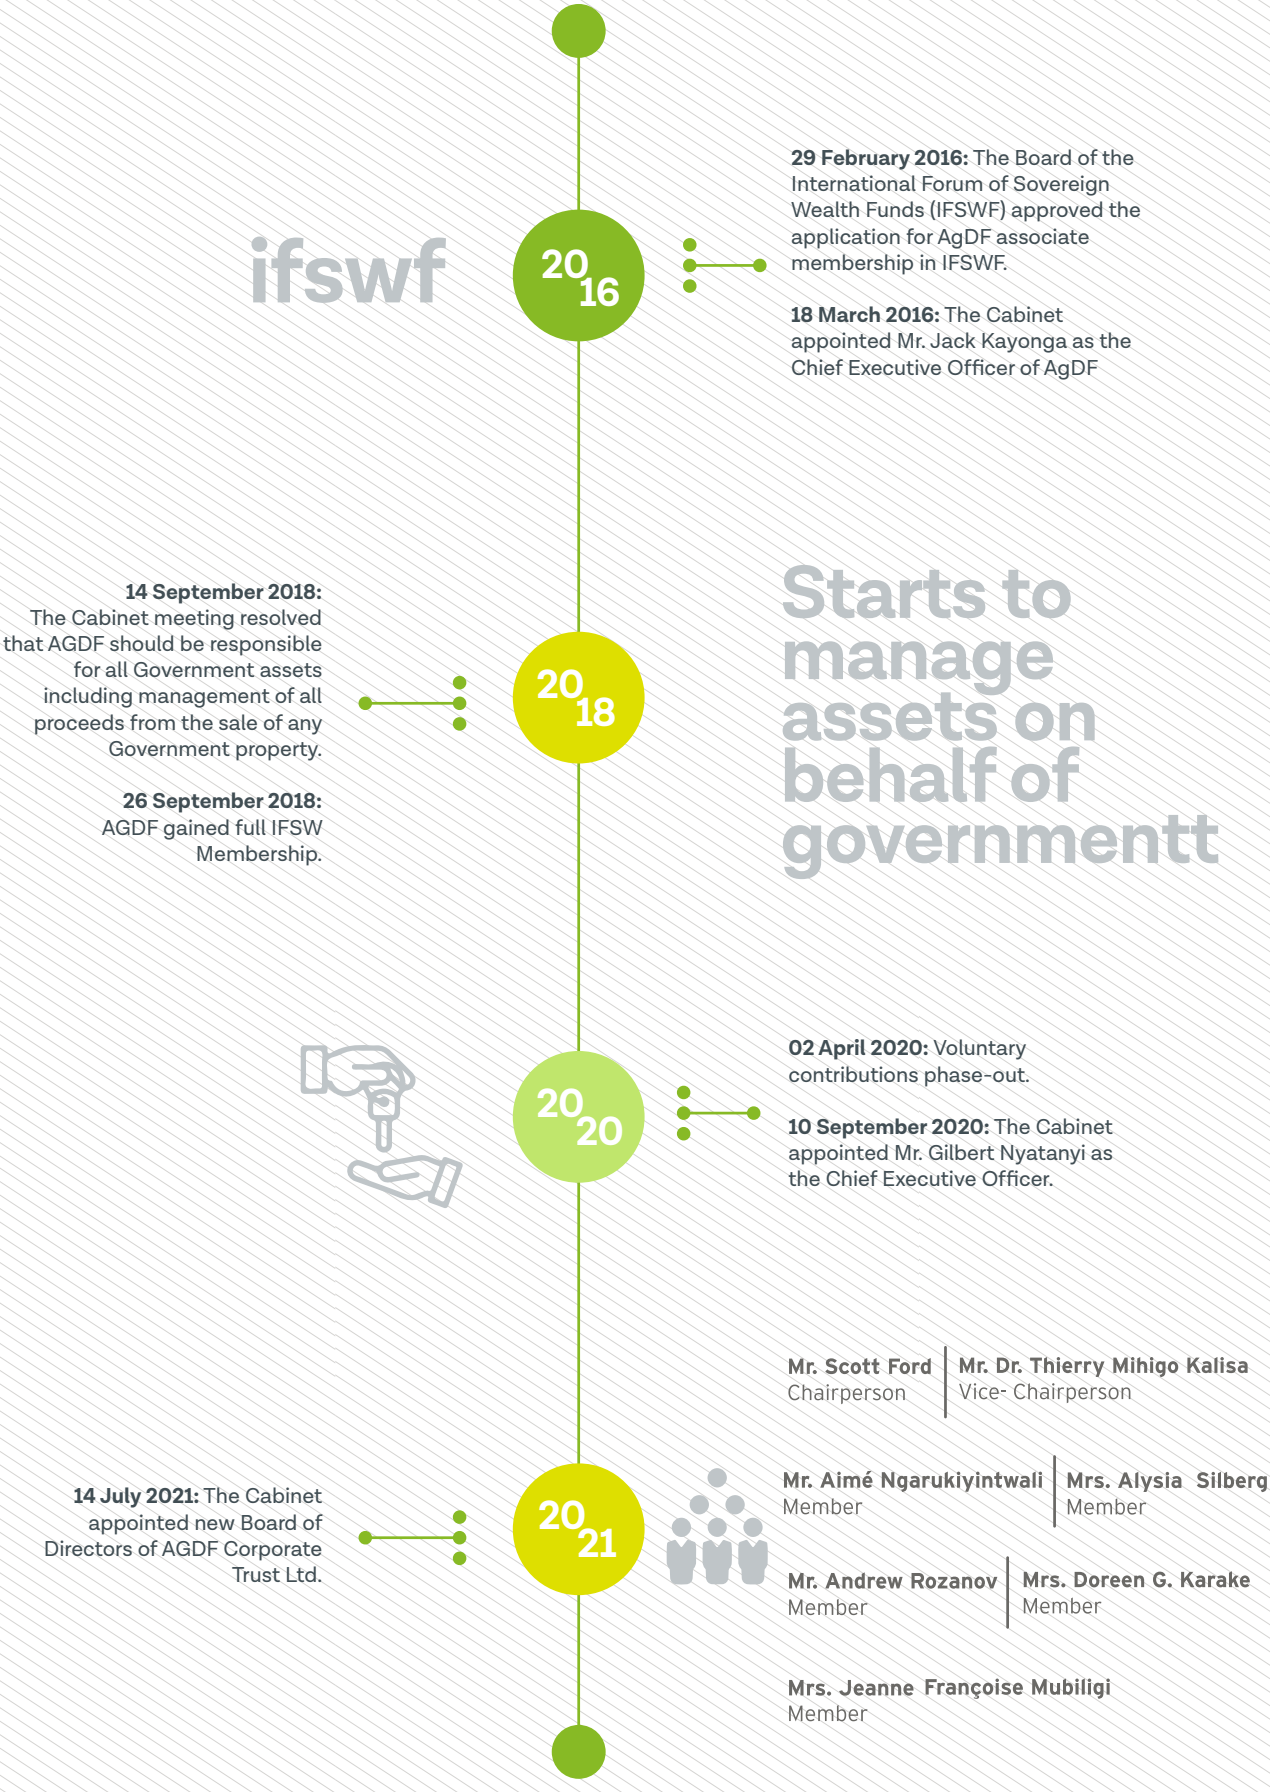 ifswf
20
16
29 February 2016: The Board of the
International Forum of Sovereign
Wealth Funds (IFSWF) approved the
application for AgDF associate
membership in IFSWF.
18 March 2016: The Cabinet
appointed Mr. Jack Kayonga as the
Chief Executive Officer of AgDF
14 September 2018:
The Cabinet meeting resolved
that AGDF should be responsible
for all Government assets
including management of all
proceeds from the sale of any
Government property.
26 September 2018:
AGDF gained full IFSW
Membership.
20
18
Starts to
manage
assets on
behalf of
governmentt
20
20
02 April 2020: Voluntary
contributions phase-out.
10 September 2020: The Cabinet
appointed Mr. Gilbert Nyatanyi as
the Chief Executive Officer.
14 July 2021: The Cabinet
appointed new Board of
Directors of AGDF Corporate
Trust Ltd.
20
21
Mr. Scott Ford
Chairperson
Mr. Dr. Thierry Mihigo Kalisa
Vice- Chairperson
Mr. Aimé Ngarukiyintwali
Member
Mrs. Alysia Silberg
Member
Mr. Andrew Rozanov
Member
Mrs. Doreen G. Karake
Member
Mrs. Jeanne Françoise Mubiligi
Member